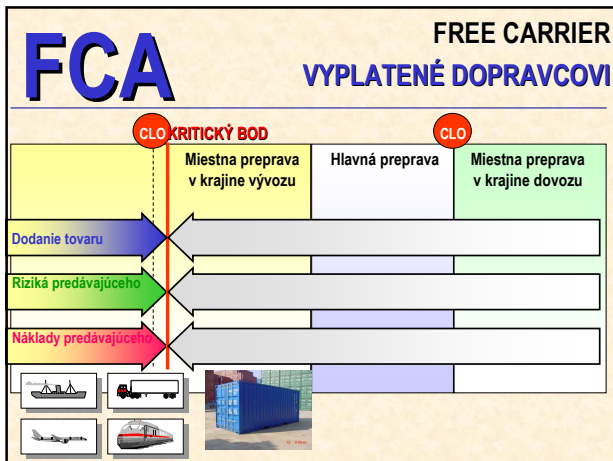 FCA
FREE CARRIER
VYPLATENÉ DOPRAVCOVI
CLO KRITICKÝ BOD
CLO
Miestna preprava
v krajine vývozu
Hlavná preprava
Miestna preprava
v krajine dovozu
Dodanie tovaru
Riziká predávajúceho
Náklady predávajúceho